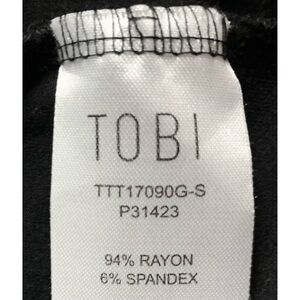 TOBI
TTT17090G-S
P31423
94% RAYON
6% SPANDEX